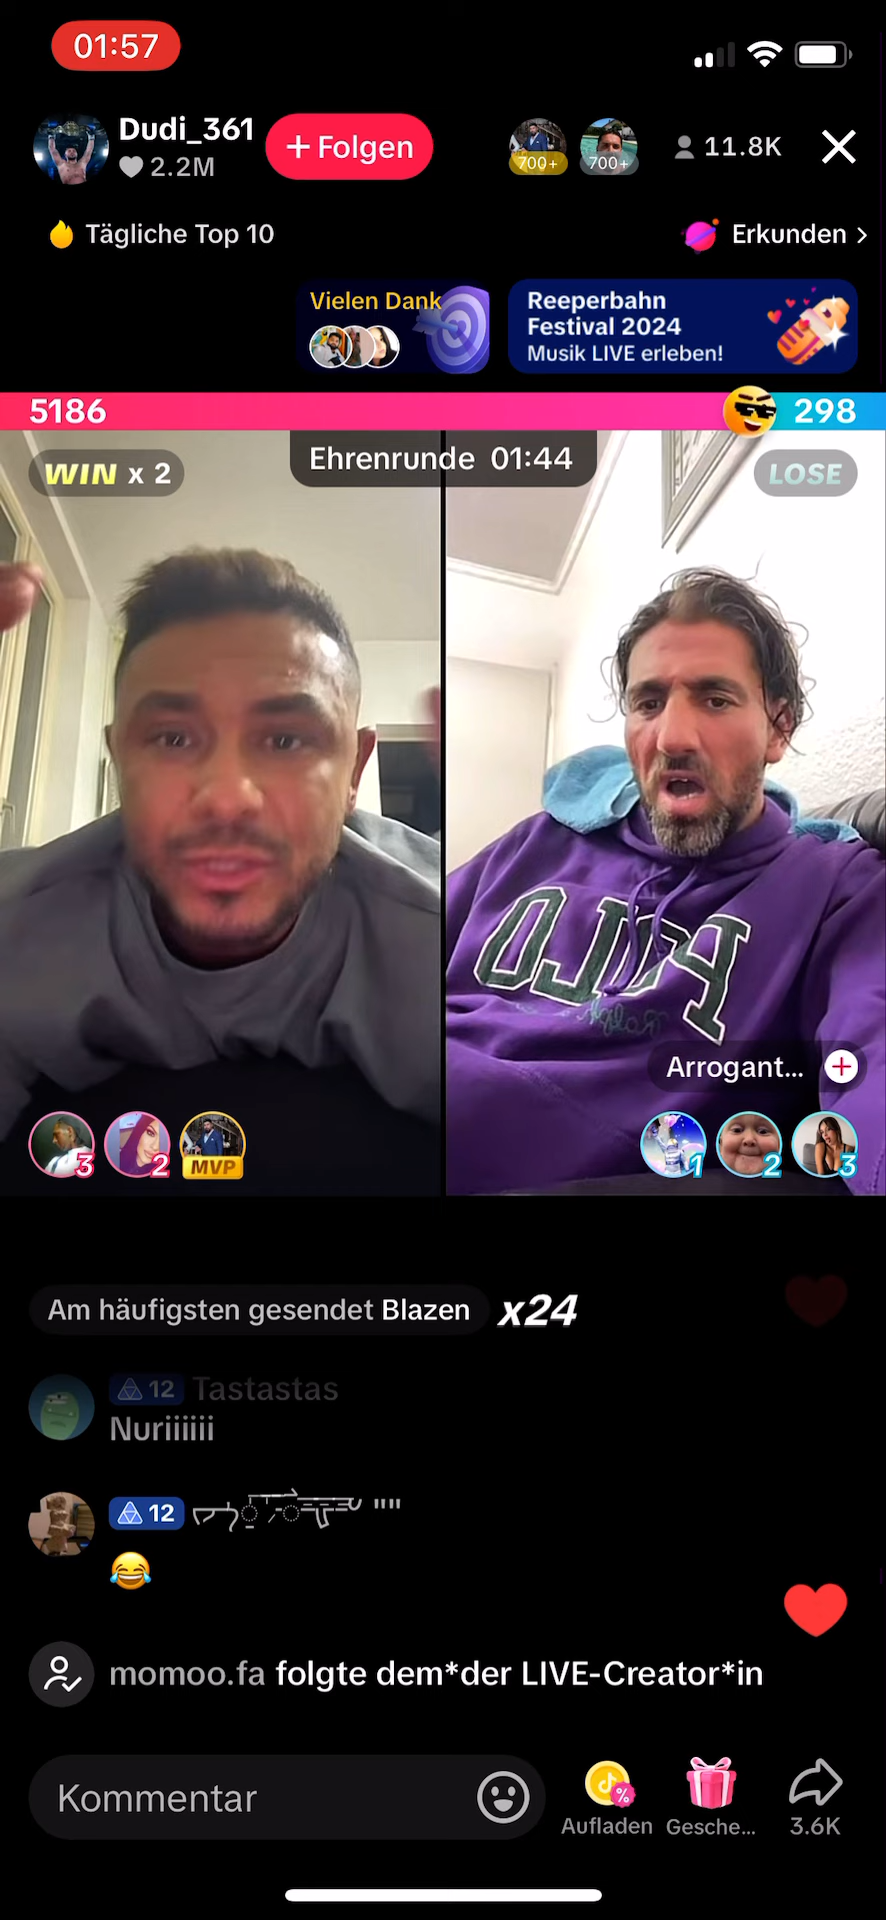 01:57
Dudi_361
2.2M
+ Folgen
700+
700+
11.8K
Tägliche Top 10
Erkunden >
Vielen Dank
Reeperbahn
Festival 2024
Musik LIVE erleben!
5186
298
WIN x 2
Ehrenrunde 01:44
LOSE
POLO
Arrogant...
3
2
MVP
1
2
3
Am häufigsten gesendet Blazen x24
12 Tastastas
Nuriiiiii
12
momoo.fa folgte dem*der LIVE-Creator*in
Kommentar
%
Aufladen
Gesche...
3.6K